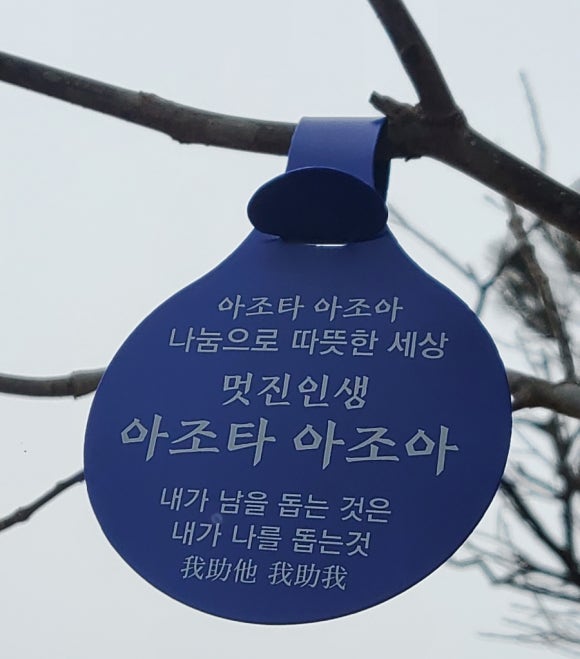 아조타 아조아
나눔으로 따뜻한 세상
멋진인생
아조타 아조아
내가 남을 돕는 것은
내가 나를 돕는것
我助他 我助我